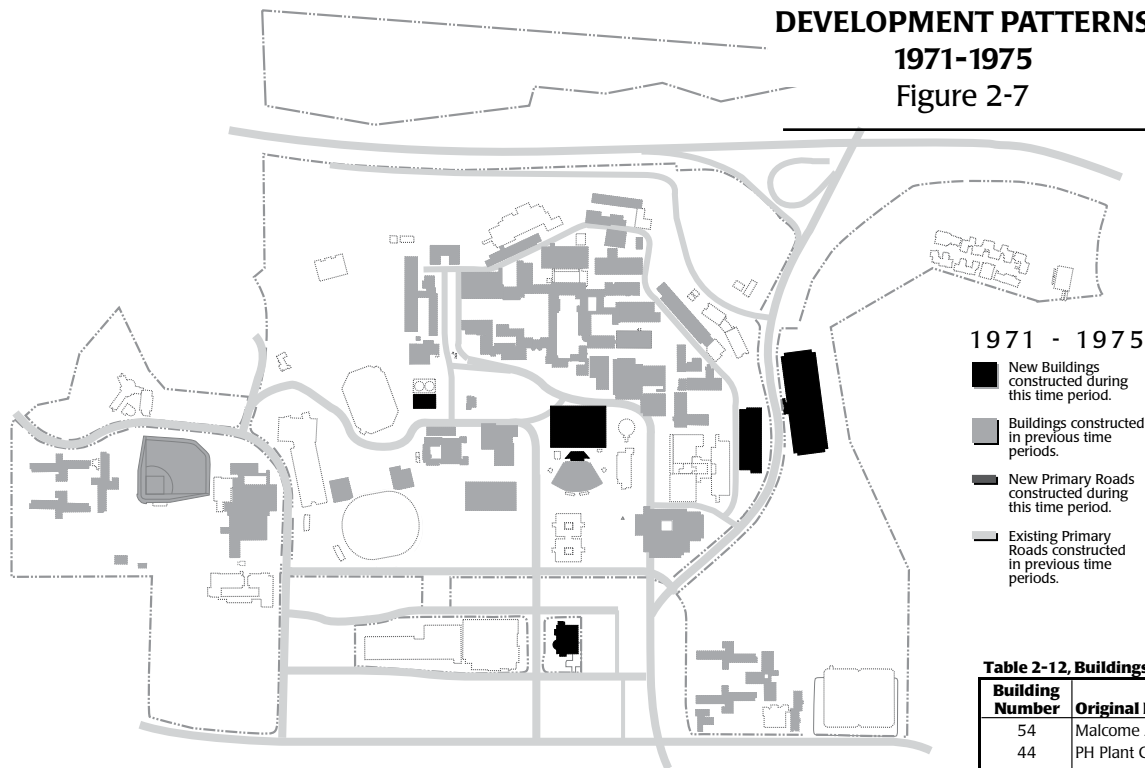 DEVELOPMENT PATTERNS
1971-1975
Figure 2-7
1971 - 1975
New Buildings
constructed during
this time period.
Buildings constructed
in previous time
periods.
New Primary Roads
constructed during
this time period.
Existing Primary
Roads constructed
in previous time
periods.
Table 2-12, Buildings
Building
Number Original
54 Malcome
44 PH Plant